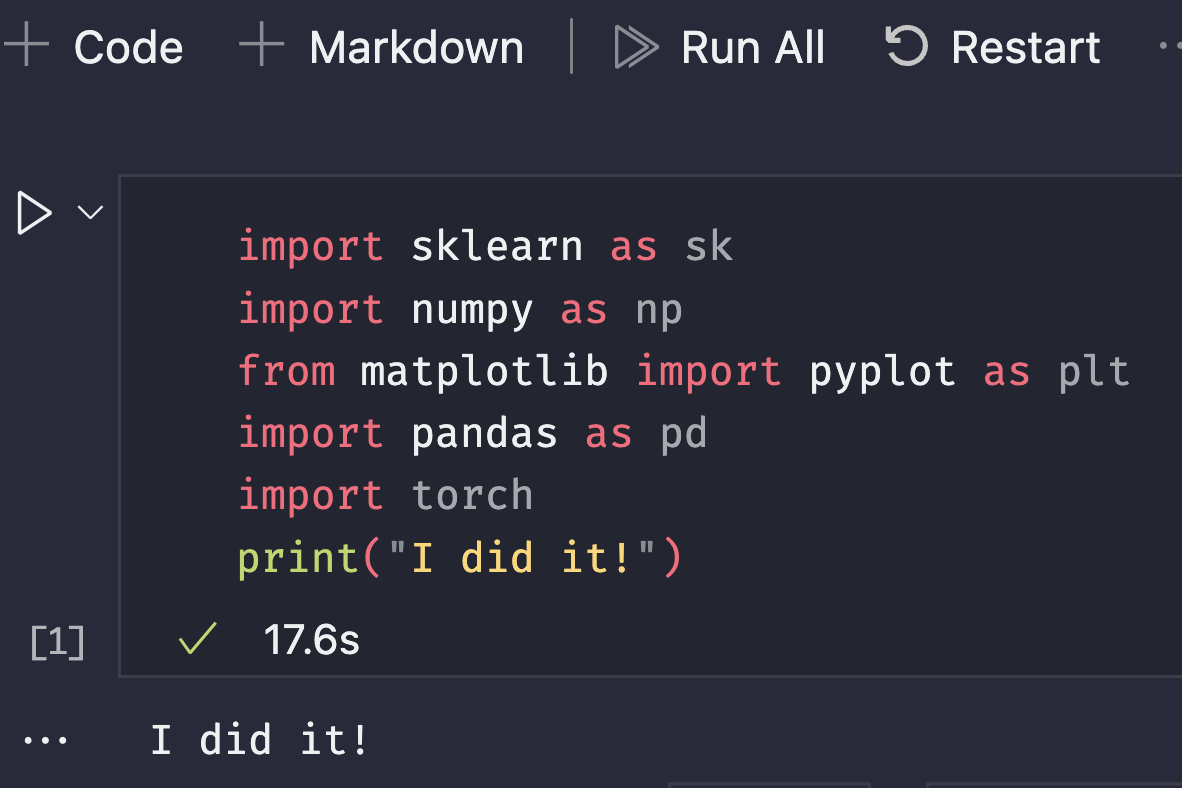 Code Markdown Run All Restart
import sklearn as sk
import numpy as np
from matplotlib import pyplot as plt
import pandas as pd
import torch
print("I did it!")
[1] 17.6s
I did it!